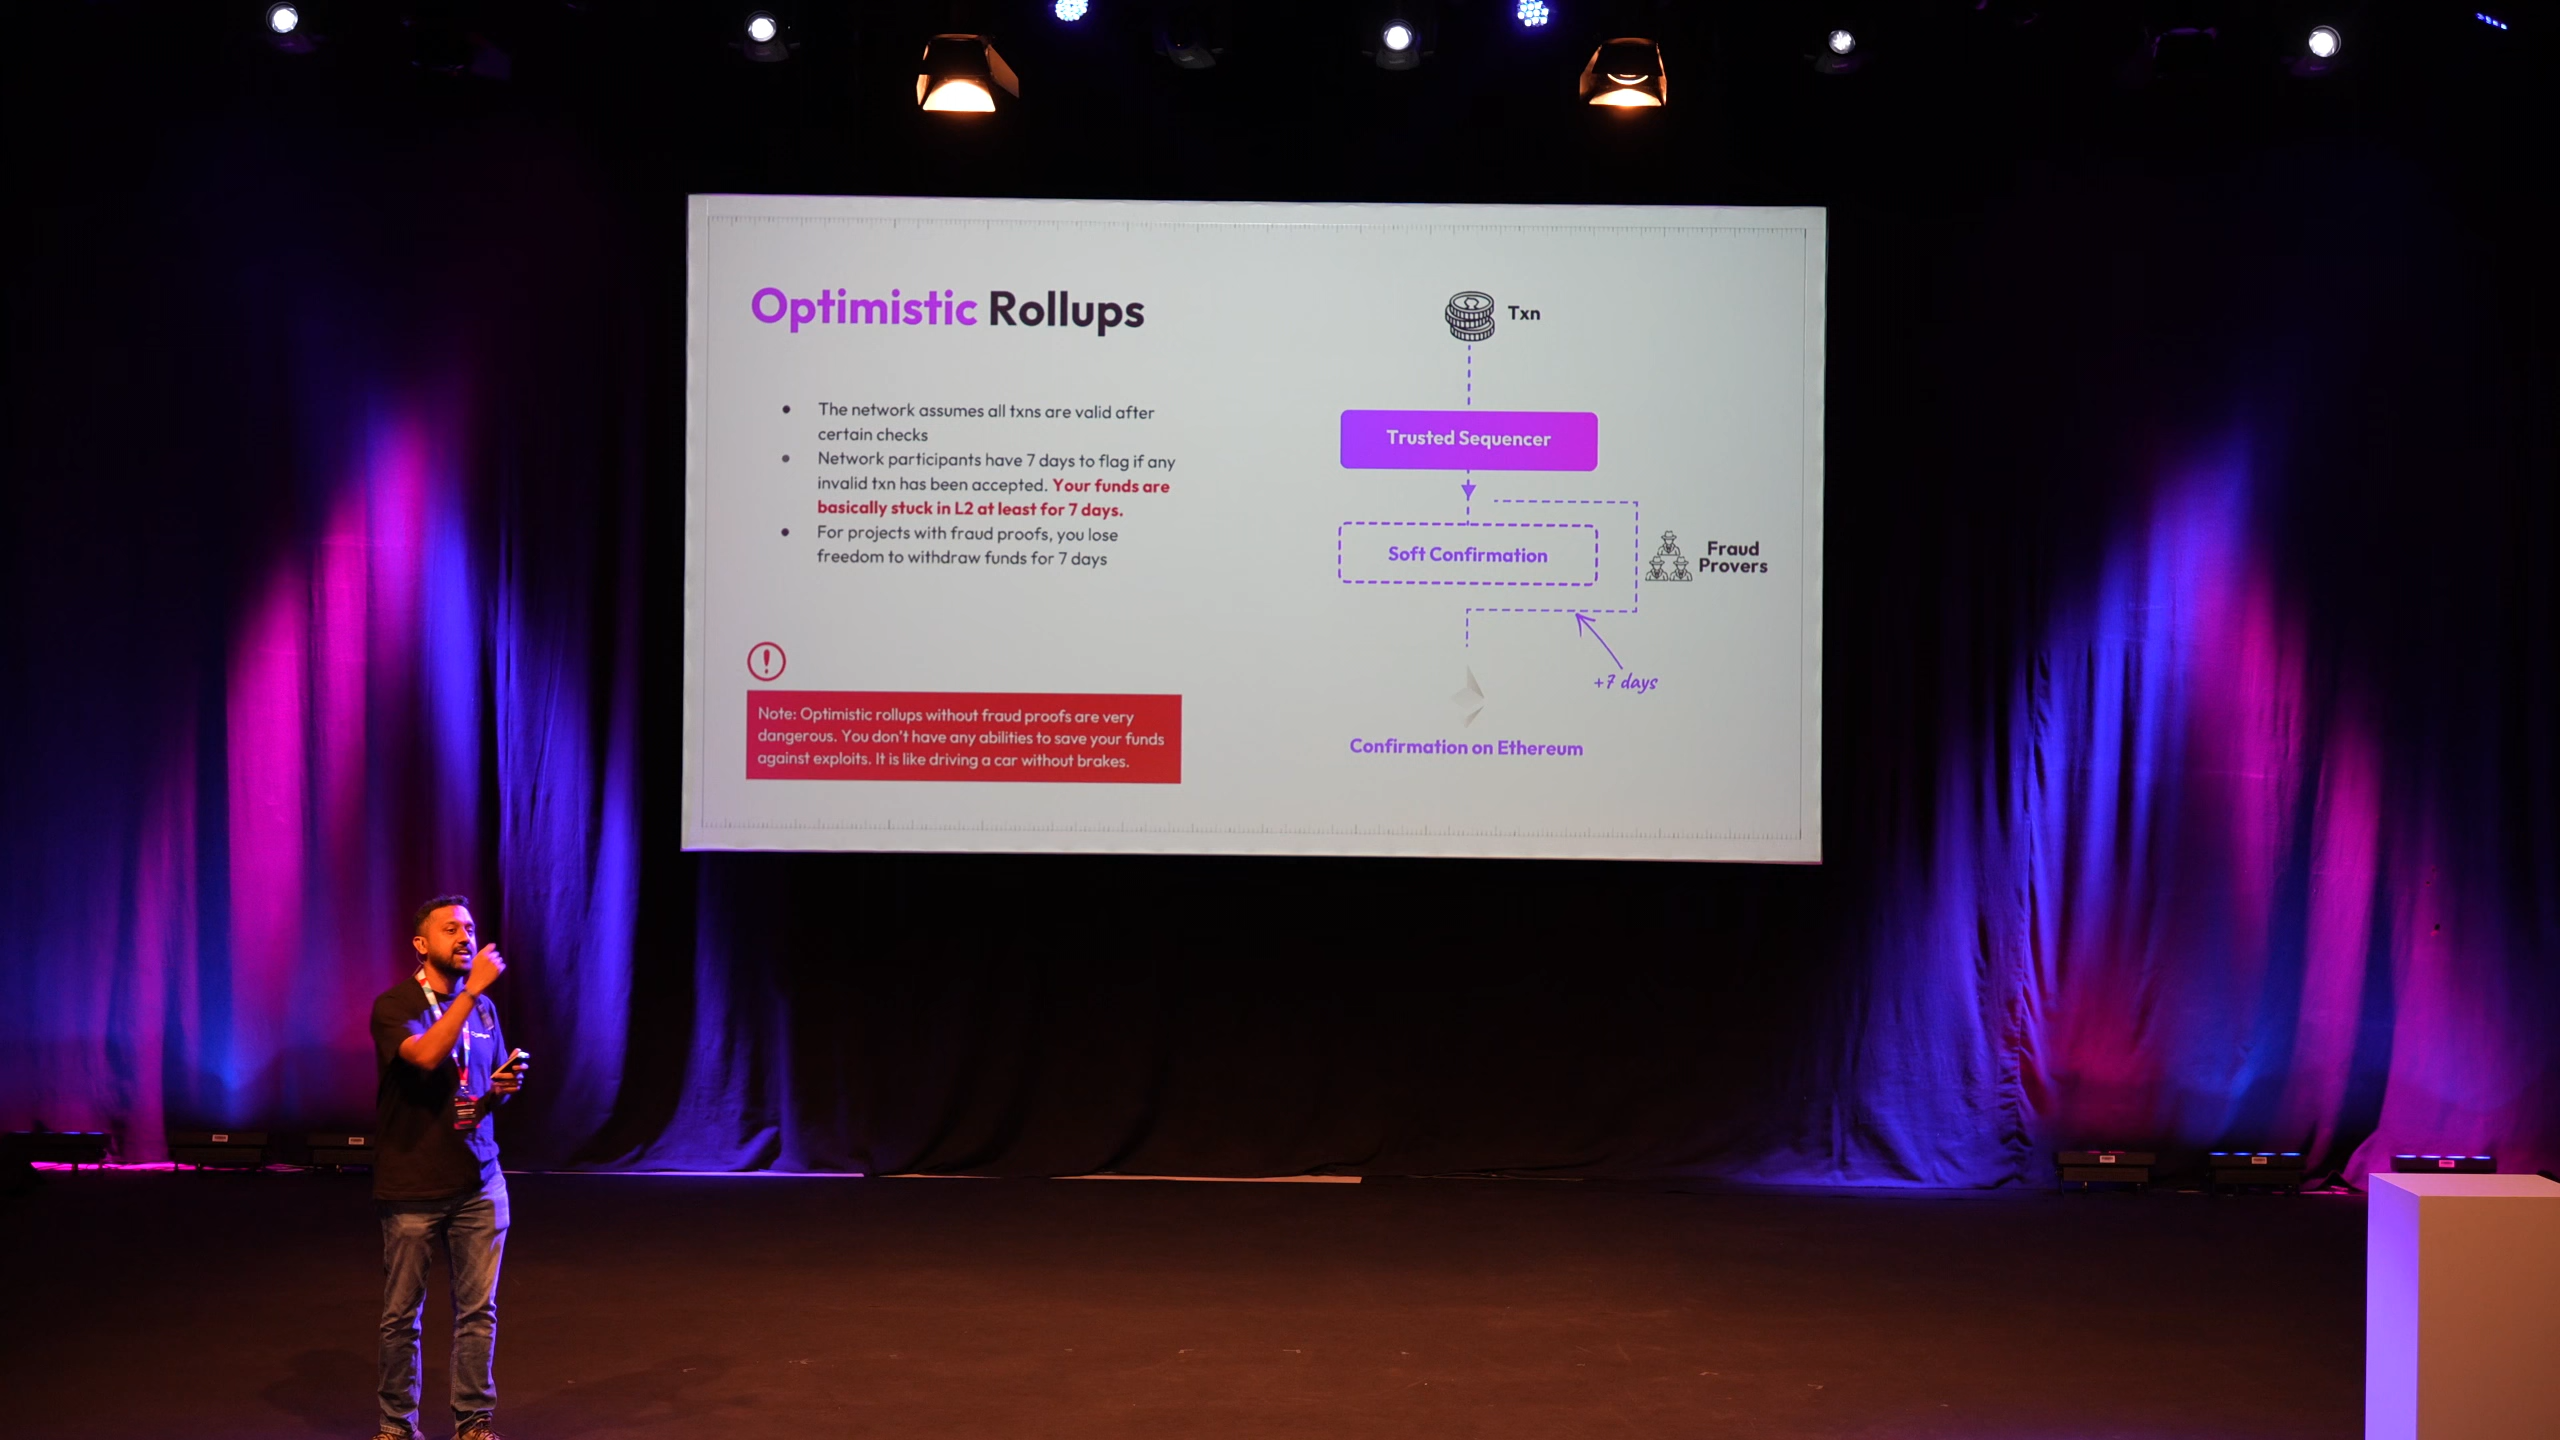 Optimistic Rollups
The network assumes all txns are valid after
certain checks
Network participants have 7 days to flag if any
invalid txn has been accepted. Your funds are
basically stuck in L2 at least for 7 days.
For projects with fraud proofs, you lose
freedom to withdraw funds for 7 days
Note: Optimistic rollups without fraud proofs are very
dangerous. You don't have any abilities to save your funds
against exploits. It is like driving a car without brakes.
Txn
Trusted Sequencer
Soft Confirmation
Fraud
Provers
+7 days
Confirmation on Ethereum